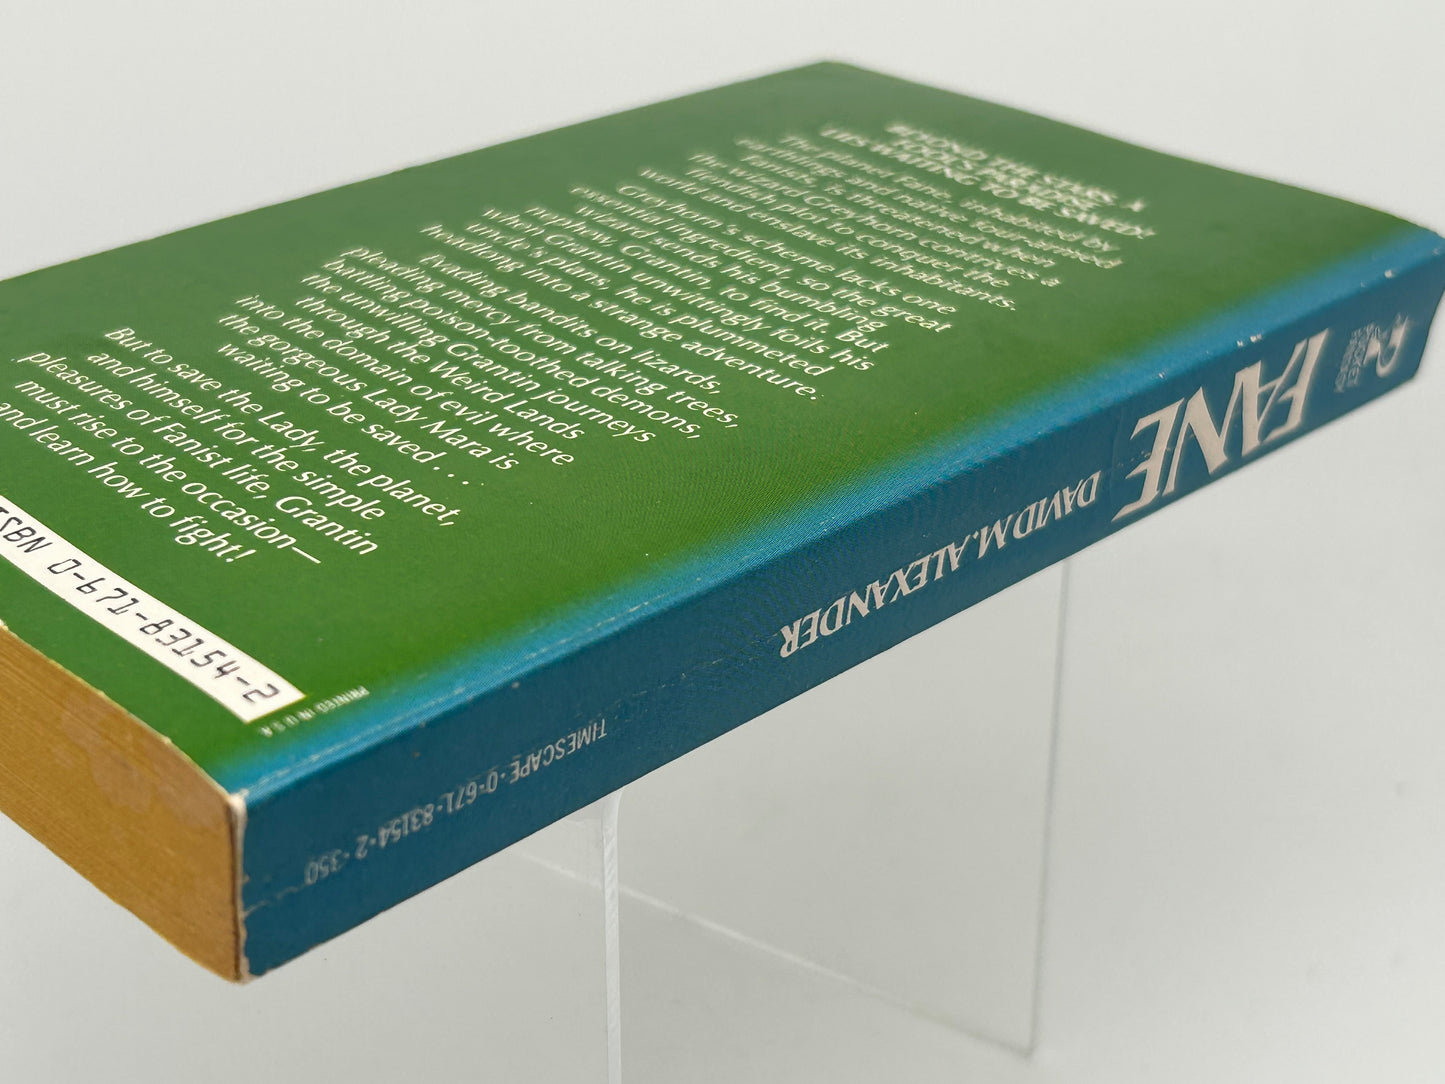 BEYOND THE STARS, A
FOOL'S PARADISE
LIES WAITING TO BE SAVED!
The planet Fane, inhabited by
Fanists, is threatened when
the wizard Greyhorn contrives a
fiendish plot to conquer the
world and enslave its inhabitants.
Greyhorn's scheme lacks one
essential ingredient, so the great
wizard sends his bumbling
nephew, Grantin, to find it. But
when Grantin unwittingly foils his
uncle's plans, he is plummeted
headlong into a strange adventure.
Evading bandits on lizards,
pleading mercy from talking trees,
battling poison-toothed demons,
the unwilling Grantin journeys
through the Weird Lands
to the domain of evil where
the gorgeous Lady Mara is
waiting to be saved . . .
But to save the Lady, the planet,
and himself for the simple
pleasures of Fanist life, Grantin
must rise to the occasion—
and learn how to fight!
ISBN 0-671-83154-2
PRINTED IN U.S.A.
FANE
DAVID M. ALEXANDER
TIMESCAPE · 0-671-83154-2 · 350